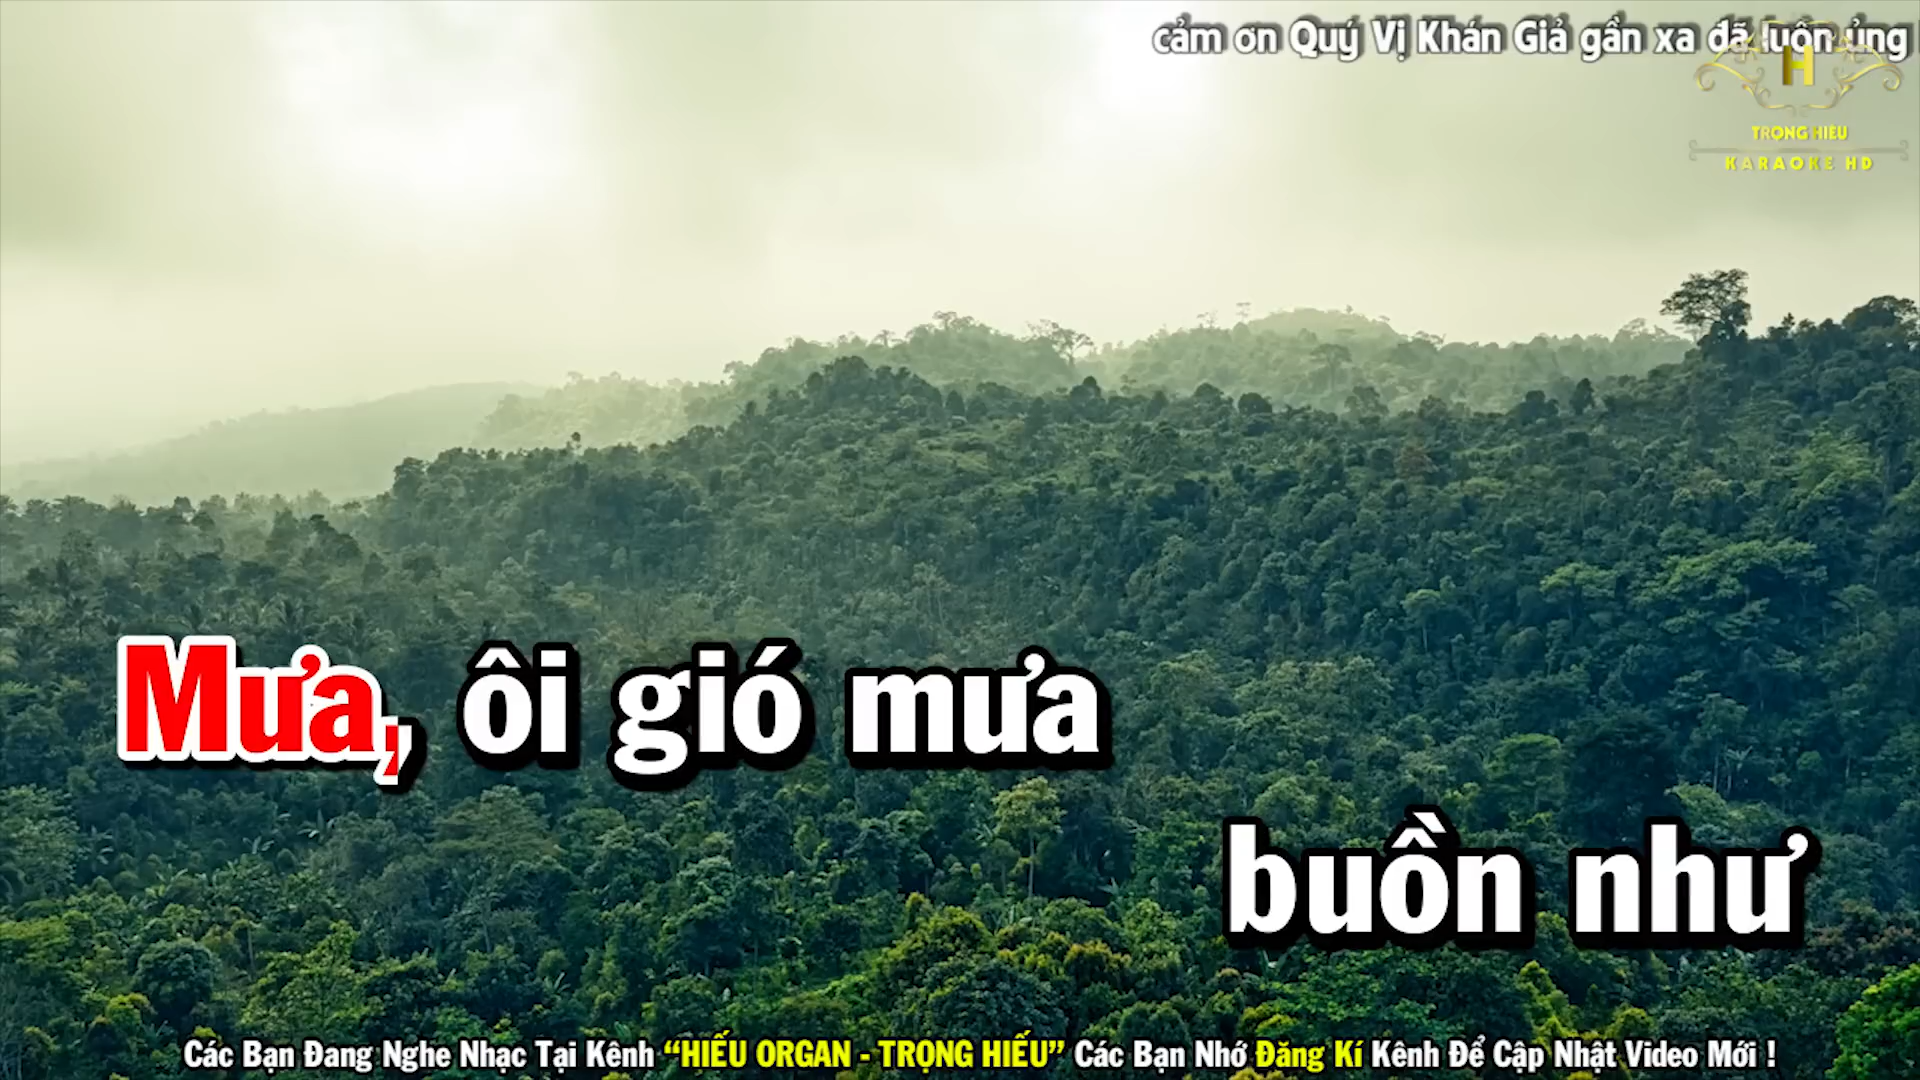 cảm ơn Quý Vị Khán Giả gần xa đã luôn ủng
H
TRỌNG HIẾU
KARAOKE HD
Mưa, ôi gió mưa
buồn như
Các Bạn Đang Nghe Nhạc Tại Kênh “HIẾU ORGAN - TRỌNG HIẾU” Các Bạn Nhớ Đăng Kí Kênh Để Cập Nhật Video Mới !